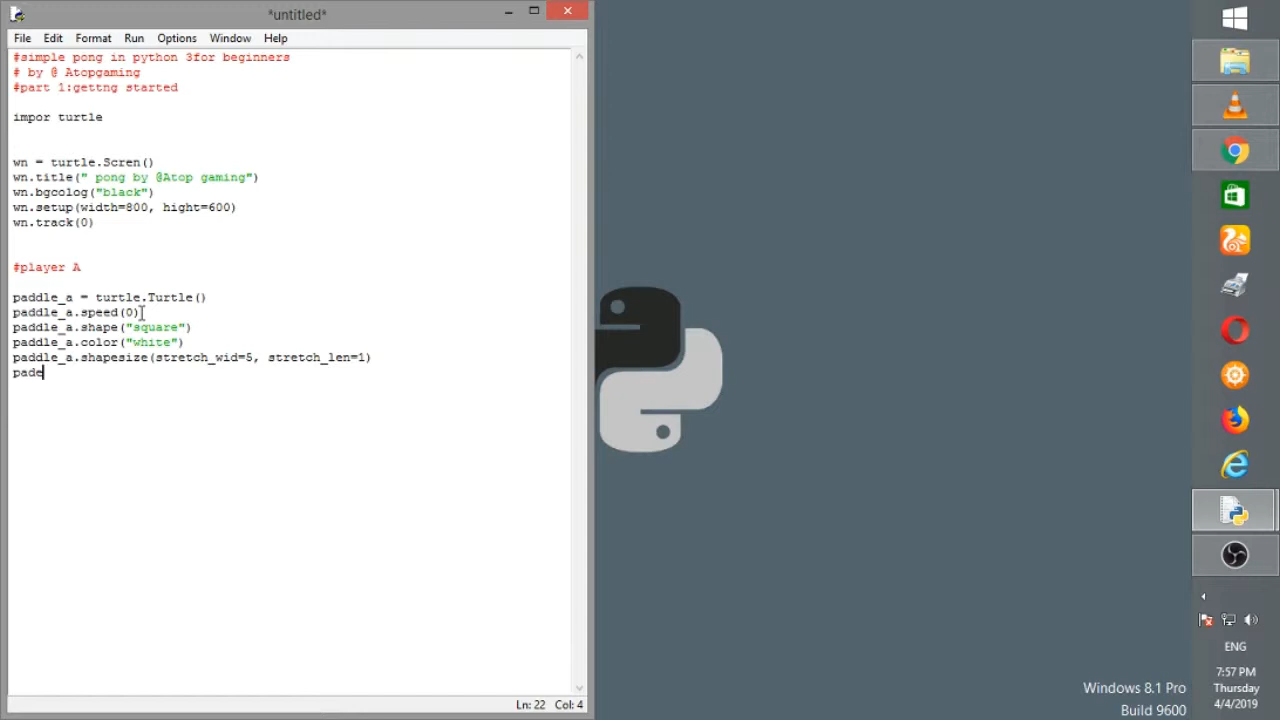 *untitled*
File Edit Format Run Options Window Help
#simple pong in python 3for beginners
# by @ Atopgaming
#part 1:gettng started
impor turtle
wn = turtle.Scren()
wn.title(" pong by @Atop gaming")
wn.bgcolog("black")
wn.setup(width=800, hight=600)
wn.track(0)
#player A
paddle_a = turtle.Turtle()
paddle_a.speed(0)
paddle_a.shape("square")
paddle_a.color("white")
paddle_a.shapesize(stretch_wid=5, stretch_len=1)
pade
Ln: 22 Col: 4
ENG
7:57 PM
Thursday
4/4/2019
Windows 8.1 Pro
Build 9600